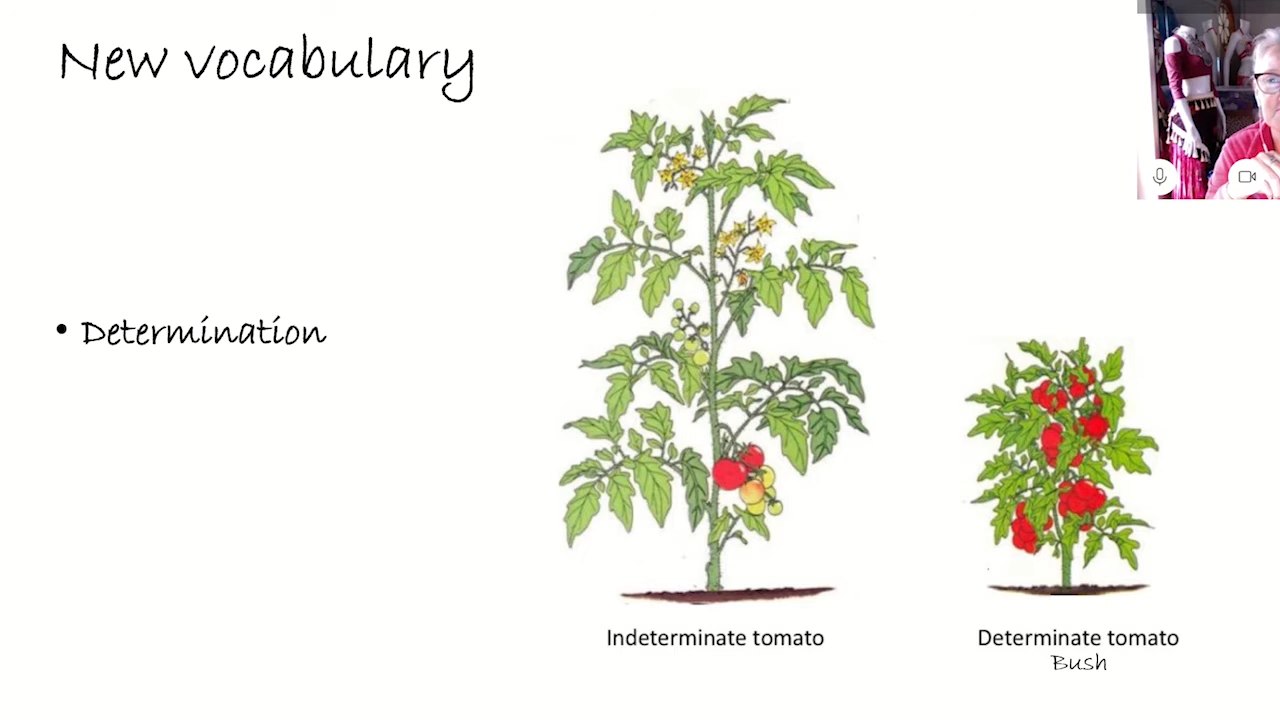 New vocabulary
• Determination
Indeterminate tomato
Determinate tomato
Bush